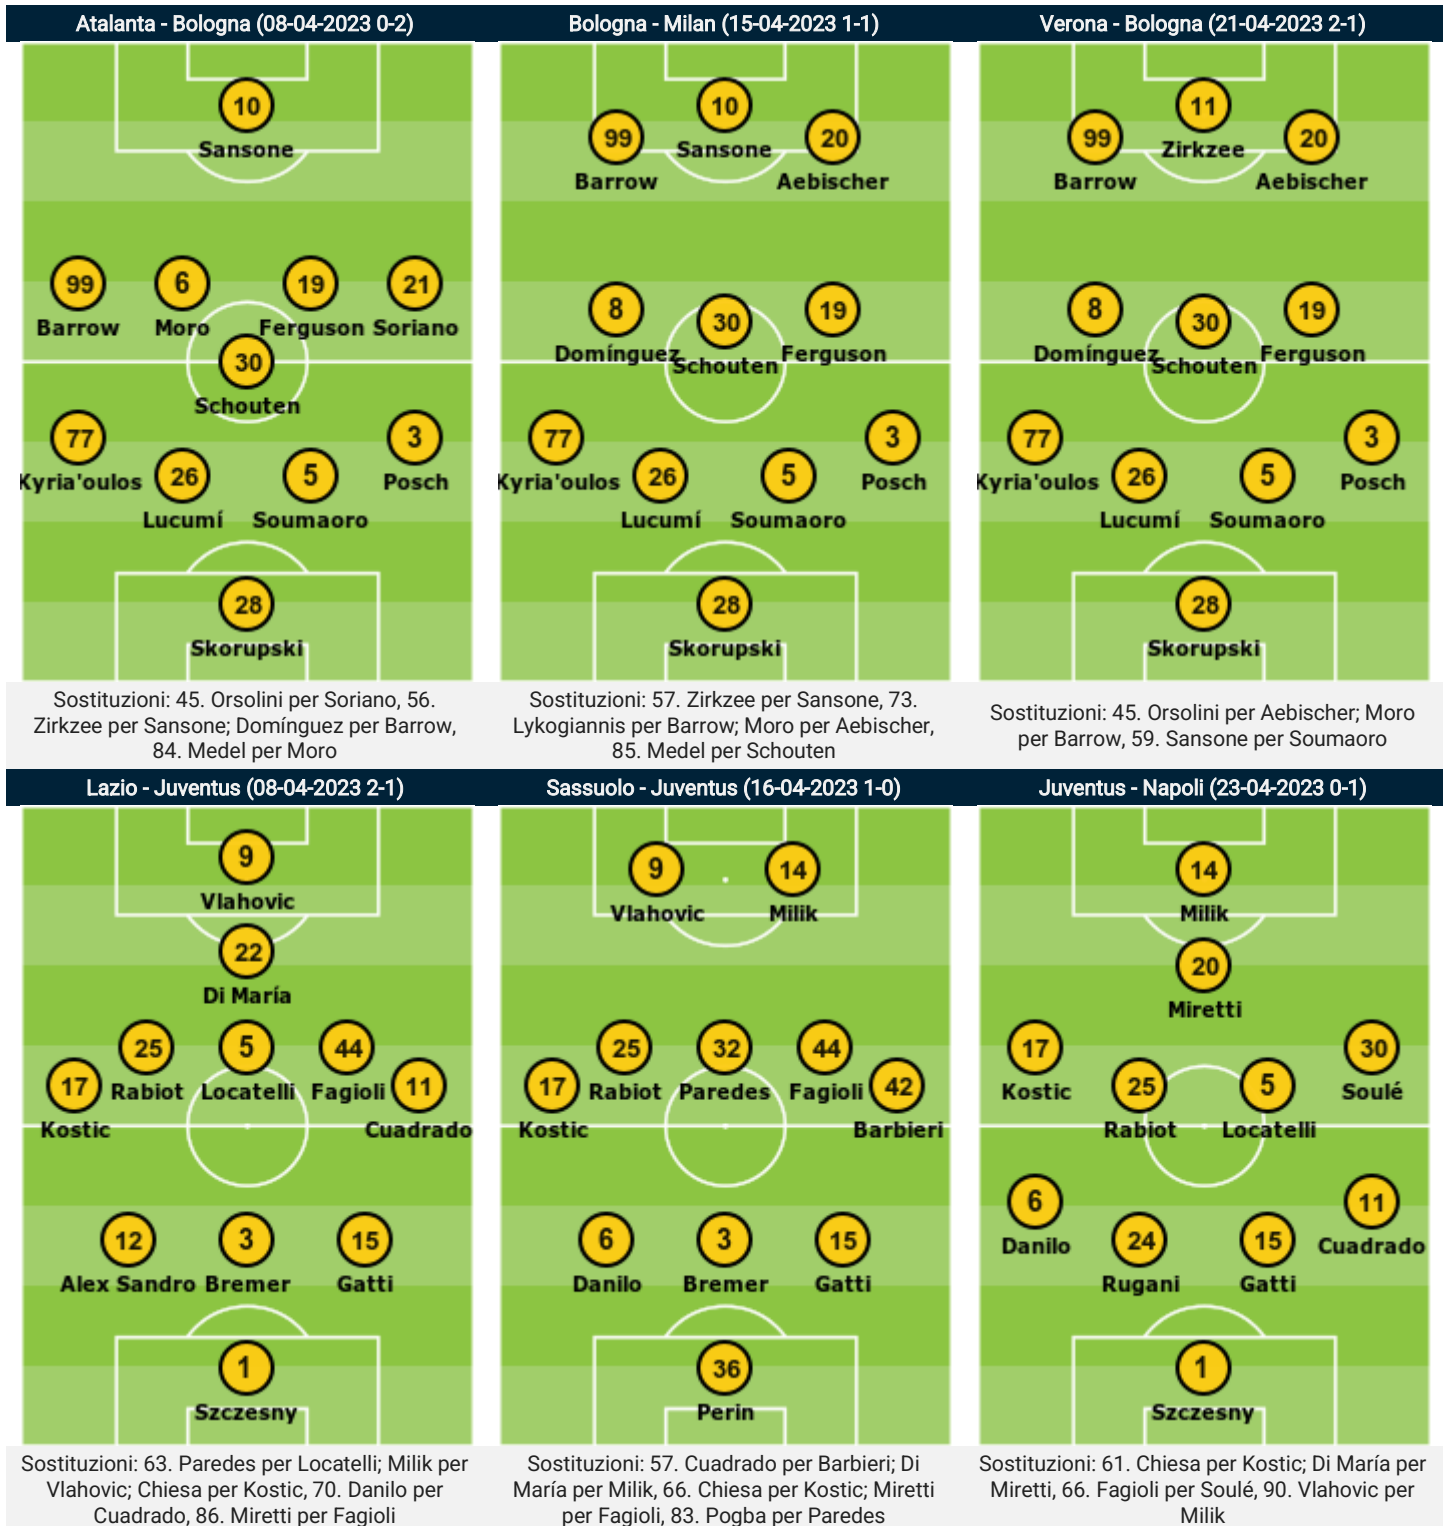 Atalanta - Bologna (08-04-2023 0-2)
10
Sansone
99
6
19
21
Barrow
Moro
Ferguson
Soriano
30
Schouten
77
3
26
5
Kyria'oulos
Posch
Lucumí
Soumaoro
28
Skorupski
Sostituzioni: 45. Orsolini per Soriano, 56.
Zirkzee per Sansone; Domínguez per Barrow,
84. Medel per Moro
Bologna - Milan (15-04-2023 1-1)
10
99
20
Sansone
Barrow
Aebischer
8
30
19
Domínguez
Schouten
Ferguson
77
3
26
5
Kyria'oulos
Posch
Lucumí
Soumaoro
28
Skorupski
Sostituzioni: 57. Zirkzee per Sansone, 73.
Lykogiannis per Barrow; Moro per Aebischer,
85. Medel per Schouten
Verona - Bologna (21-04-2023 2-1)
11
99
20
Zirkzee
Barrow
Aebischer
8
30
19
Domínguez
Schouten
Ferguson
77
3
26
5
Kyria'oulos
Posch
Lucumí
Soumaoro
28
Skorupski
Sostituzioni: 45. Orsolini per Aebischer; Moro
per Barrow, 59. Sansone per Soumaoro
Lazio - Juventus (08-04-2023 2-1)
9
Vlahovic
22
Di María
25
5
44
17
Rabiot
Locatelli
Fagioli
11
Kostic
Cuadrado
12
3
15
Alex Sandro
Bremer
Gatti
1
Szczesny
Sostituzioni: 63. Paredes per Locatelli; Milik per
Vlahovic; Chiesa per Kostic, 70. Danilo per
Cuadrado, 86. Miretti per Fagioli
Sassuolo - Juventus (16-04-2023 1-0)
9
14
Vlahovic
Milik
25
32
44
17
Rabiot
Paredes
Fagioli
42
Kostic
Barbieri
6
3
15
Danilo
Bremer
Gatti
36
Perin
Sostituzioni: 57. Cuadrado per Barbieri; Di
María per Milik, 66. Chiesa per Kostic; Miretti
per Fagioli, 83. Pogba per Paredes
Juventus - Napoli (23-04-2023 0-1)
14
Milik
20
Miretti
17
30
Kostic
25
5
Soulé
Rabiot
Locatelli
6
11
Danilo
24
15
Cuadrado
Rugani
Gatti
1
Szczesny
Sostituzioni: 61. Chiesa per Kostic; Di María per
Miretti, 66. Fagioli per Soulé, 90. Vlahovic per
Milik